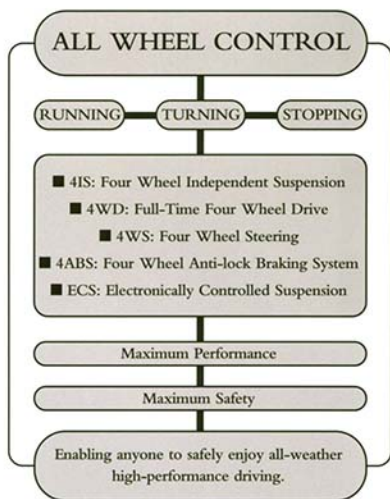 ALL WHEEL CONTROL
RUNNING TURNING STOPPING
■ 4IS: Four Wheel Independent Suspension
■ 4WD: Full-Time Four Wheel Drive
■ 4WS: Four Wheel Steering
■ 4ABS: Four Wheel Anti-lock Braking System
■ ECS: Electronically Controlled Suspension
Maximum Performance
Maximum Safety
Enabling anyone to safely enjoy all-weather
high-performance driving.